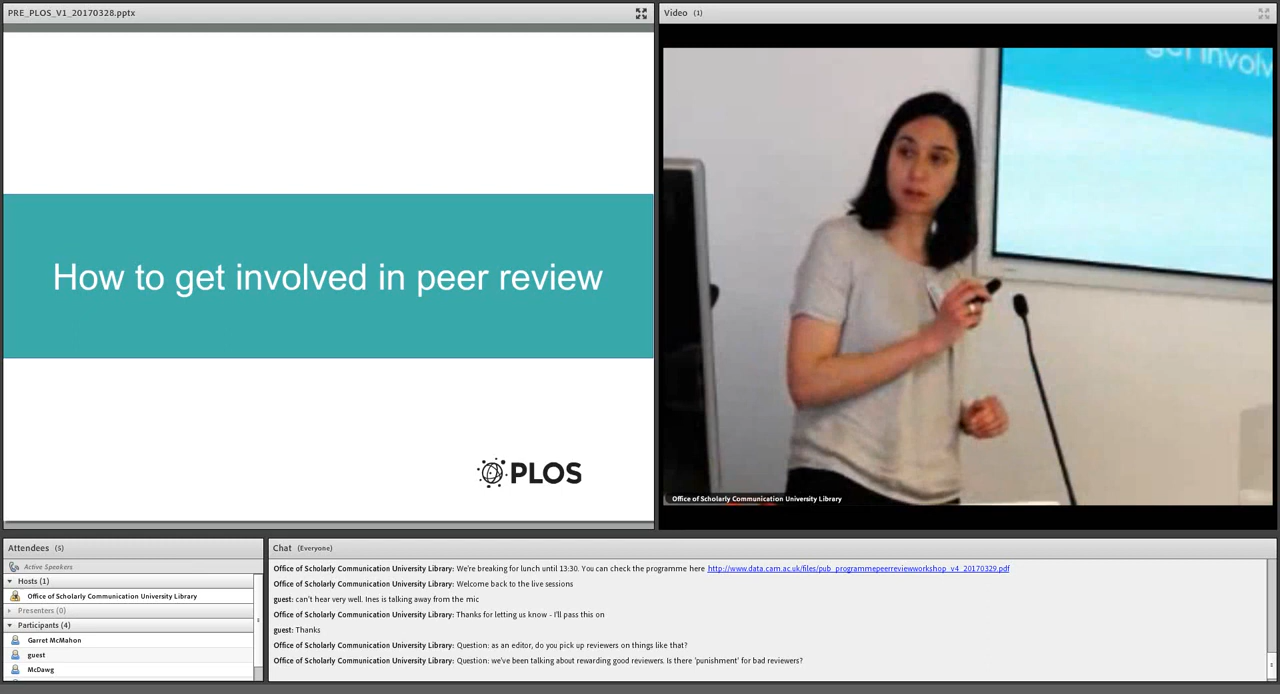 PRE_PLOS_V1_20170328.pptx
How to get involved in peer review
PLOS
Video (1)
get involv
Office of Scholarly Communication University Library
Attendees (5)
Active Speakers
Hosts (1)
Office of Scholarly Communication University Library
Presenters (0)
Participants (4)
Garret McMahon
guest
McDawg
Chat (Everyone)
Office of Scholarly Communication University Library: We're breaking for lunch until 13:30. You can check the programme here http://www.data.cam.ac.uk/files/pub_programmepeerreviewworkshop_v4_20170329.pdf
Office of Scholarly Communication University Library: Welcome back to the live sessions
guest: can't hear very well. Ines is talking away from the mic
Office of Scholarly Communication University Library: Thanks for letting us know - I'll pass this on
guest: Thanks
Office of Scholarly Communication University Library: Question: as an editor, do you pick up reviewers on things like that?
Office of Scholarly Communication University Library: Question: we've been talking about rewarding good reviewers. Is there 'punishment' for bad reviewers?